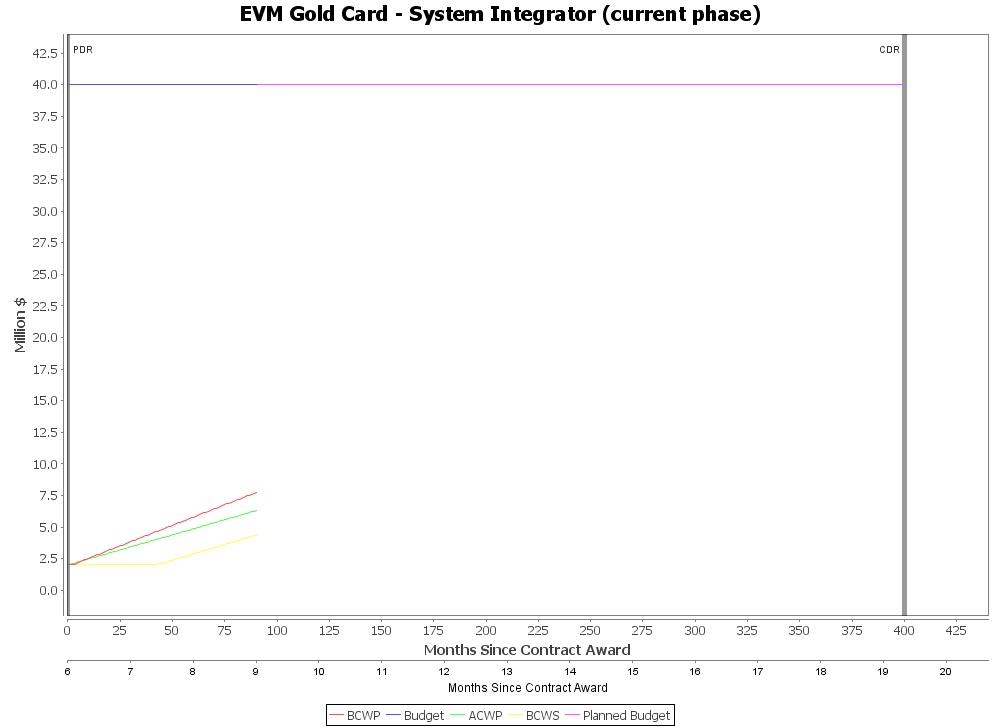 EVM Gold Card - System Integrator (current phase)
PDR
CDR
42.5
40.0
37.5
35.0
32.5
30.0
27.5
25.0
22.5
20.0
17.5
15.0
12.5
10.0
7.5
5.0
2.5
0.0
Million $
0 25 50 75 100 125 150 175 200 225 250 275 300 325 350 375 400 425
Months Since Contract Award
6 7 8 9 10 11 12 13 14 15 16 17 18 19 20
Months Since Contract Award
BCWP Budget ACWP BCWS Planned Budget